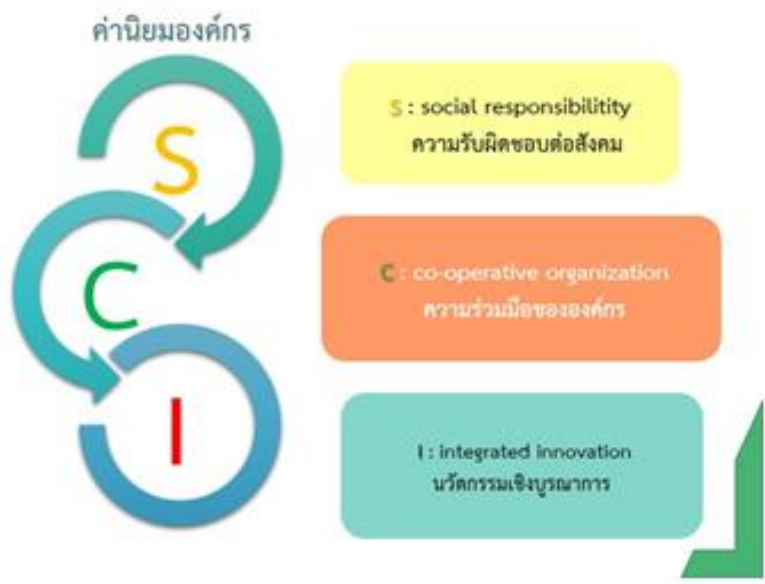 ค่านิยมองค์กร
S
C
I
S : social responsibilitity
ความรับผิดชอบต่อสังคม
C : co-operative organization
ความร่วมมือขององค์กร
I : integrated innovation
นวัตกรรมเชิงบูรณาการ